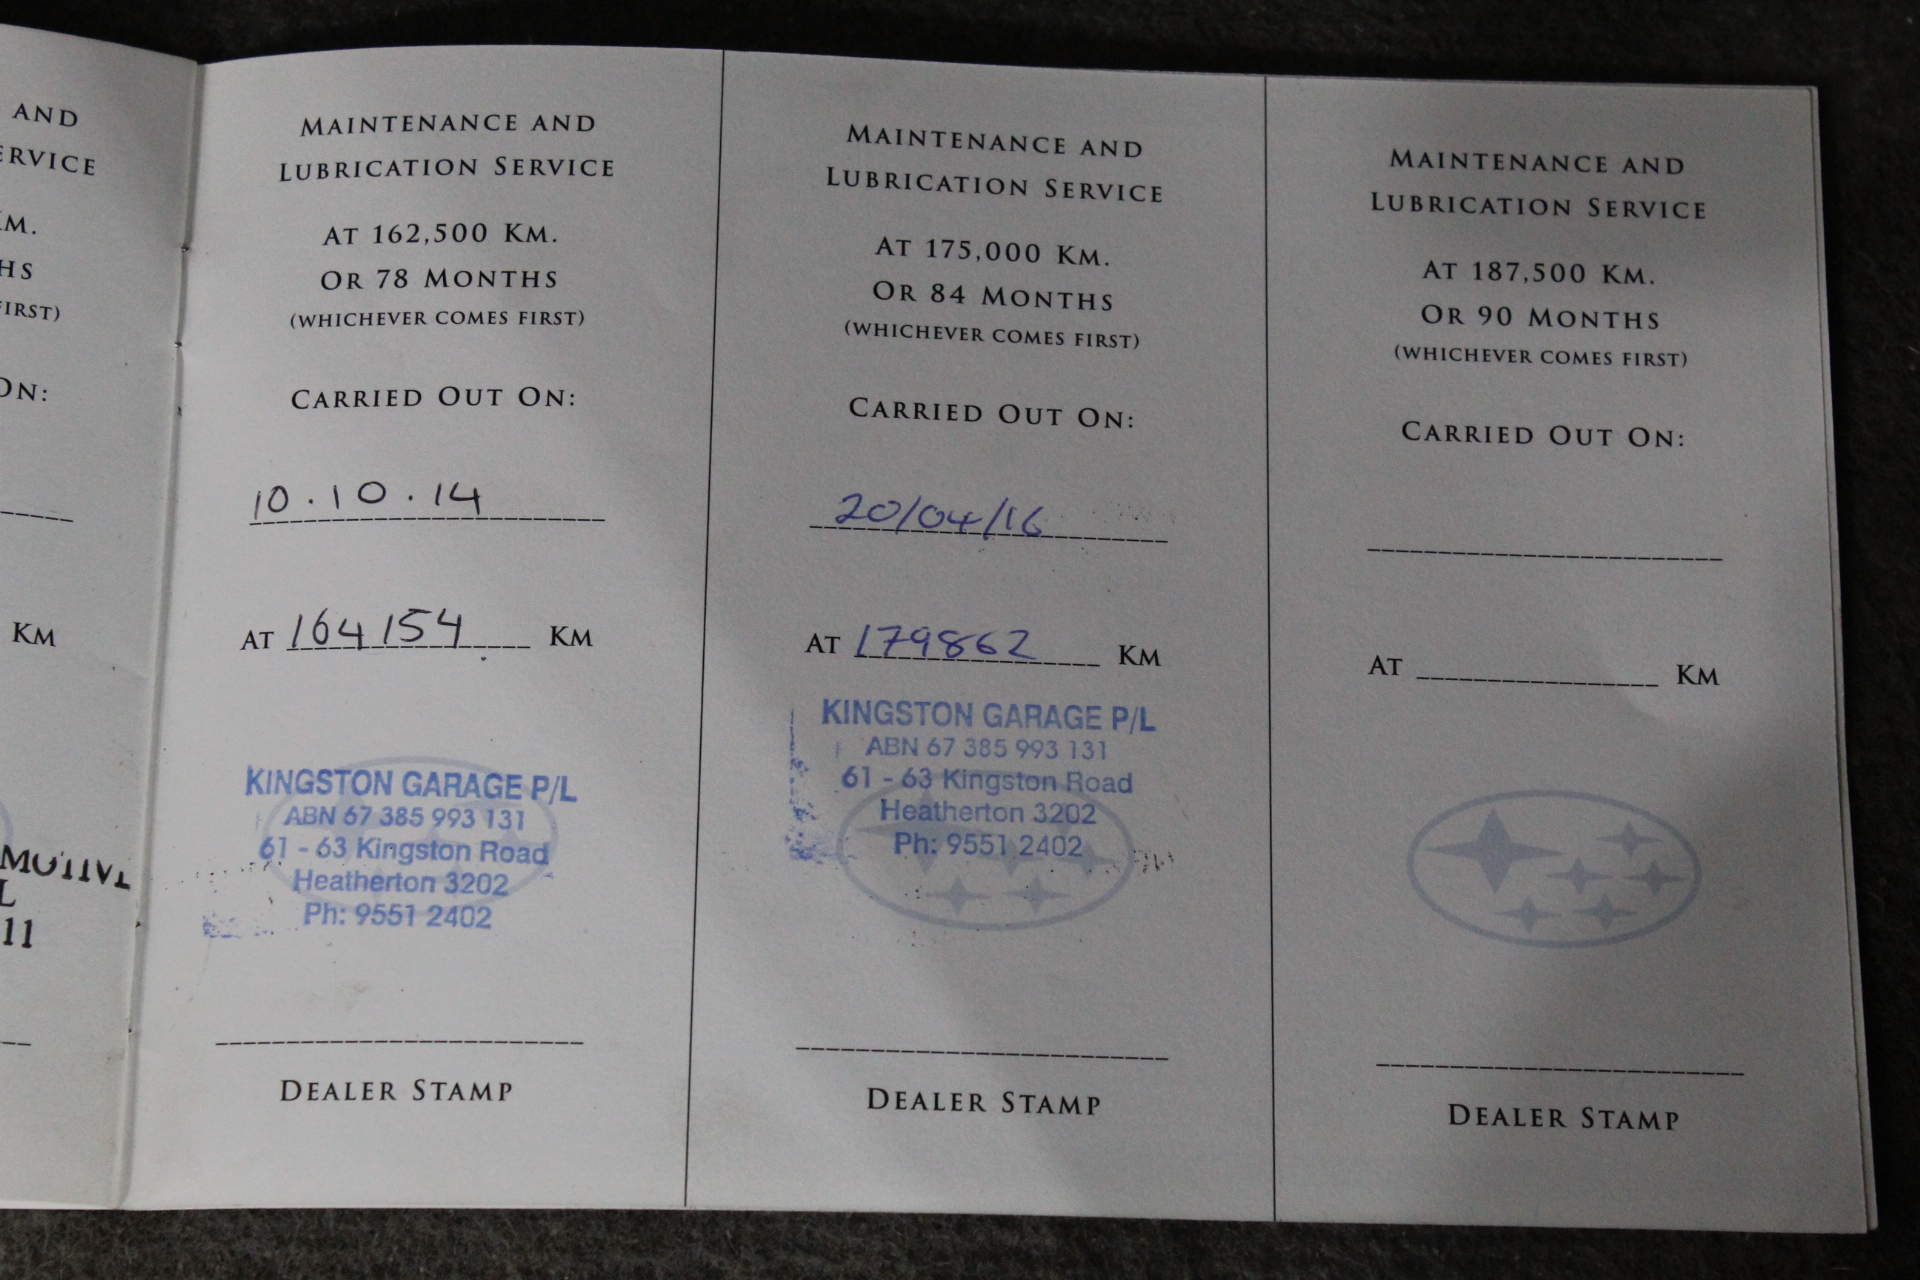 AND
ERVICE
KM.
HS
FIRST)
ON:
KM
L
11
MAINTENANCE AND
LUBRICATION SERVICE
AT 162,500 KM.
OR 78 MONTHS
(WHICHEVER COMES FIRST)
CARRIED OUT ON:
10.10.14
AT 164154 KM
KINGSTON GARAGE P/L
ABN 67 385 993 131
61 - 63 Kingston Road
Heatherton 3202
Ph: 9551 2402
DEALER STAMP
MAINTENANCE AND
LUBRICATION SERVICE
AT 175,000 KM.
OR 84 MONTHS
(WHICHEVER COMES FIRST)
CARRIED OUT ON:
20/04/16
AT 179862 KM
KINGSTON GARAGE P/L
ABN 67 385 993 131
61 - 63 Kingston Road
Heatherton 3202
Ph: 9551 2402
DEALER STAMP
MAINTENANCE AND
LUBRICATION SERVICE
AT 187,500 KM.
OR 90 MONTHS
(WHICHEVER COMES FIRST)
CARRIED OUT ON:
AT KM
DEALER STAMP